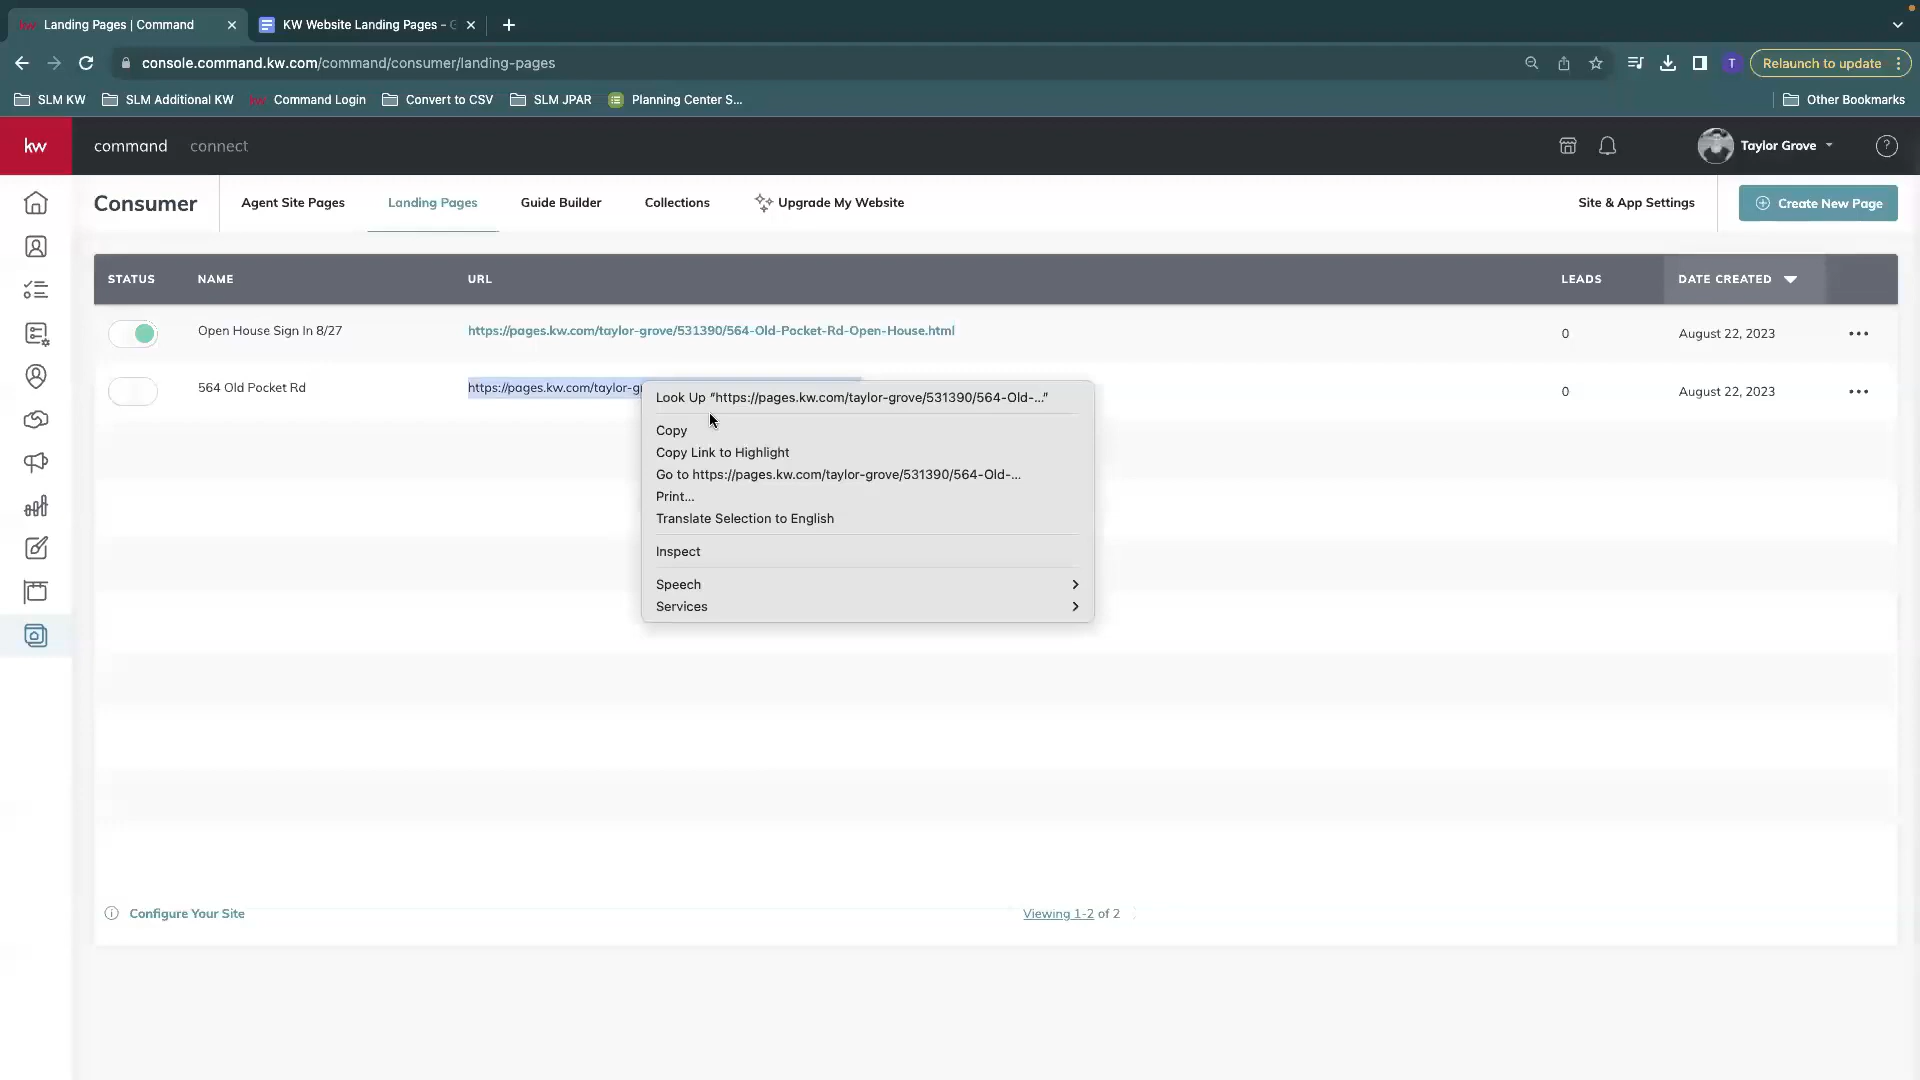 Landing Pages | Command
KW Website Landing Pages - G
console.command.kw.com/command/consumer/landing-pages
T
Relaunch to update
SLM KW
SLM Additional KW
kw
Command Login
Convert to CSV
SLM JPAR
Planning Center S...
Other Bookmarks
kw
command
connect
Taylor Grove
?
Consumer
Agent Site Pages
Landing Pages
Guide Builder
Collections
Upgrade My Website
Site & App Settings
Create New Page
STATUS
NAME
URL
LEADS
DATE CREATED
Open House Sign In 8/27
https://pages.kw.com/taylor-grove/531390/564-Old-Pocket-Rd-Open-House.html
0
August 22, 2023
564 Old Pocket Rd
https://pages.kw.com/taylor-gr
0
August 22, 2023
Look Up “https://pages.kw.com/taylor-grove/531390/564-Old-...”
Copy
Copy Link to Highlight
Go to https://pages.kw.com/taylor-grove/531390/564-Old-...
Print...
Translate Selection to English
Inspect
Speech
Services
Configure Your Site
Viewing 1-2 of 2